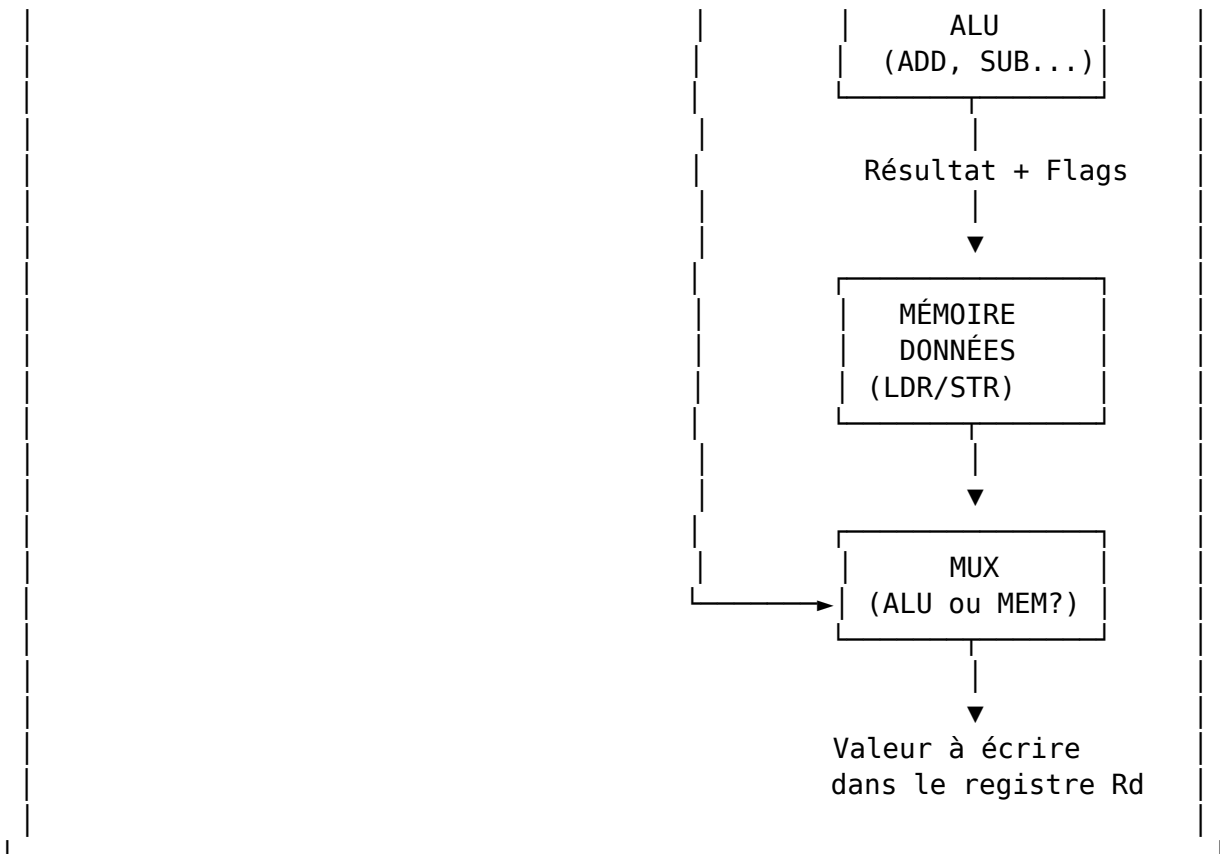 ALU
(ADD, SUB...)
Résultat + Flags
MÉMOIRE
DONNÉES
(LDR/STR)
MUX
(ALU ou MEM?)
Valeur à écrire
dans le registre Rd